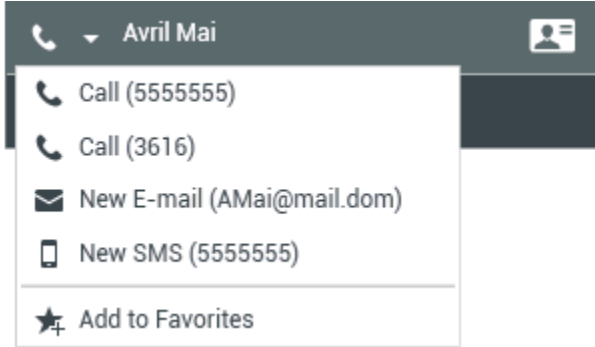 Avril Mai
Call (5555555)
Call (3616)
New E-mail (AMai@mail.dom)
New SMS (5555555)
Add to Favorites